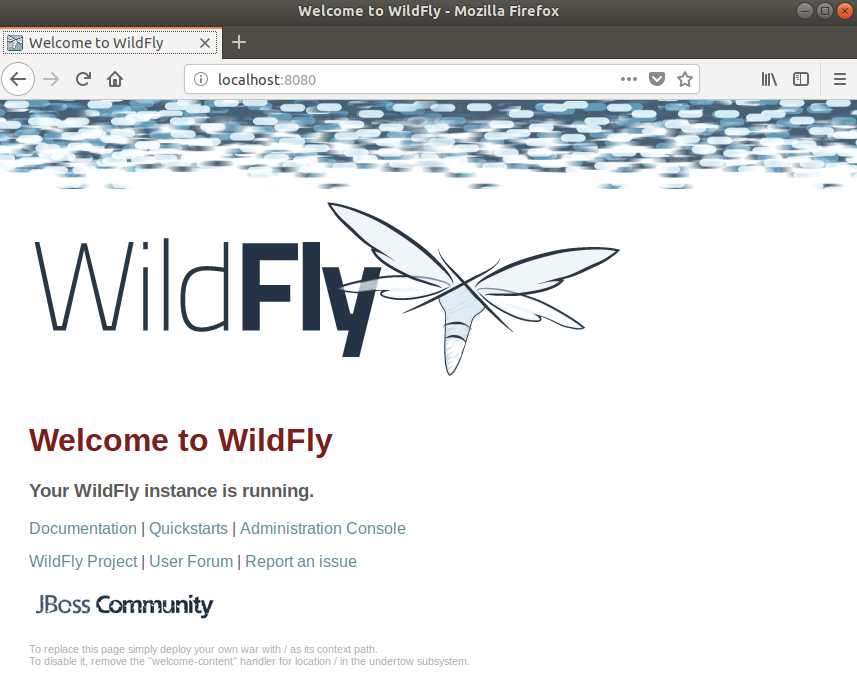 Welcome to WildFly - Mozilla Firefox
Welcome to WildFly
localhost:8080
WildFly
Welcome to WildFly
Your WildFly instance is running.
Documentation | Quickstarts | Administration Console
WildFly Project | User Forum | Report an issue
JBoss Community
To replace this page simply deploy your own war with / as its context path.
To disable it, remove the "welcome-content" handler for location / in the undertow subsystem.